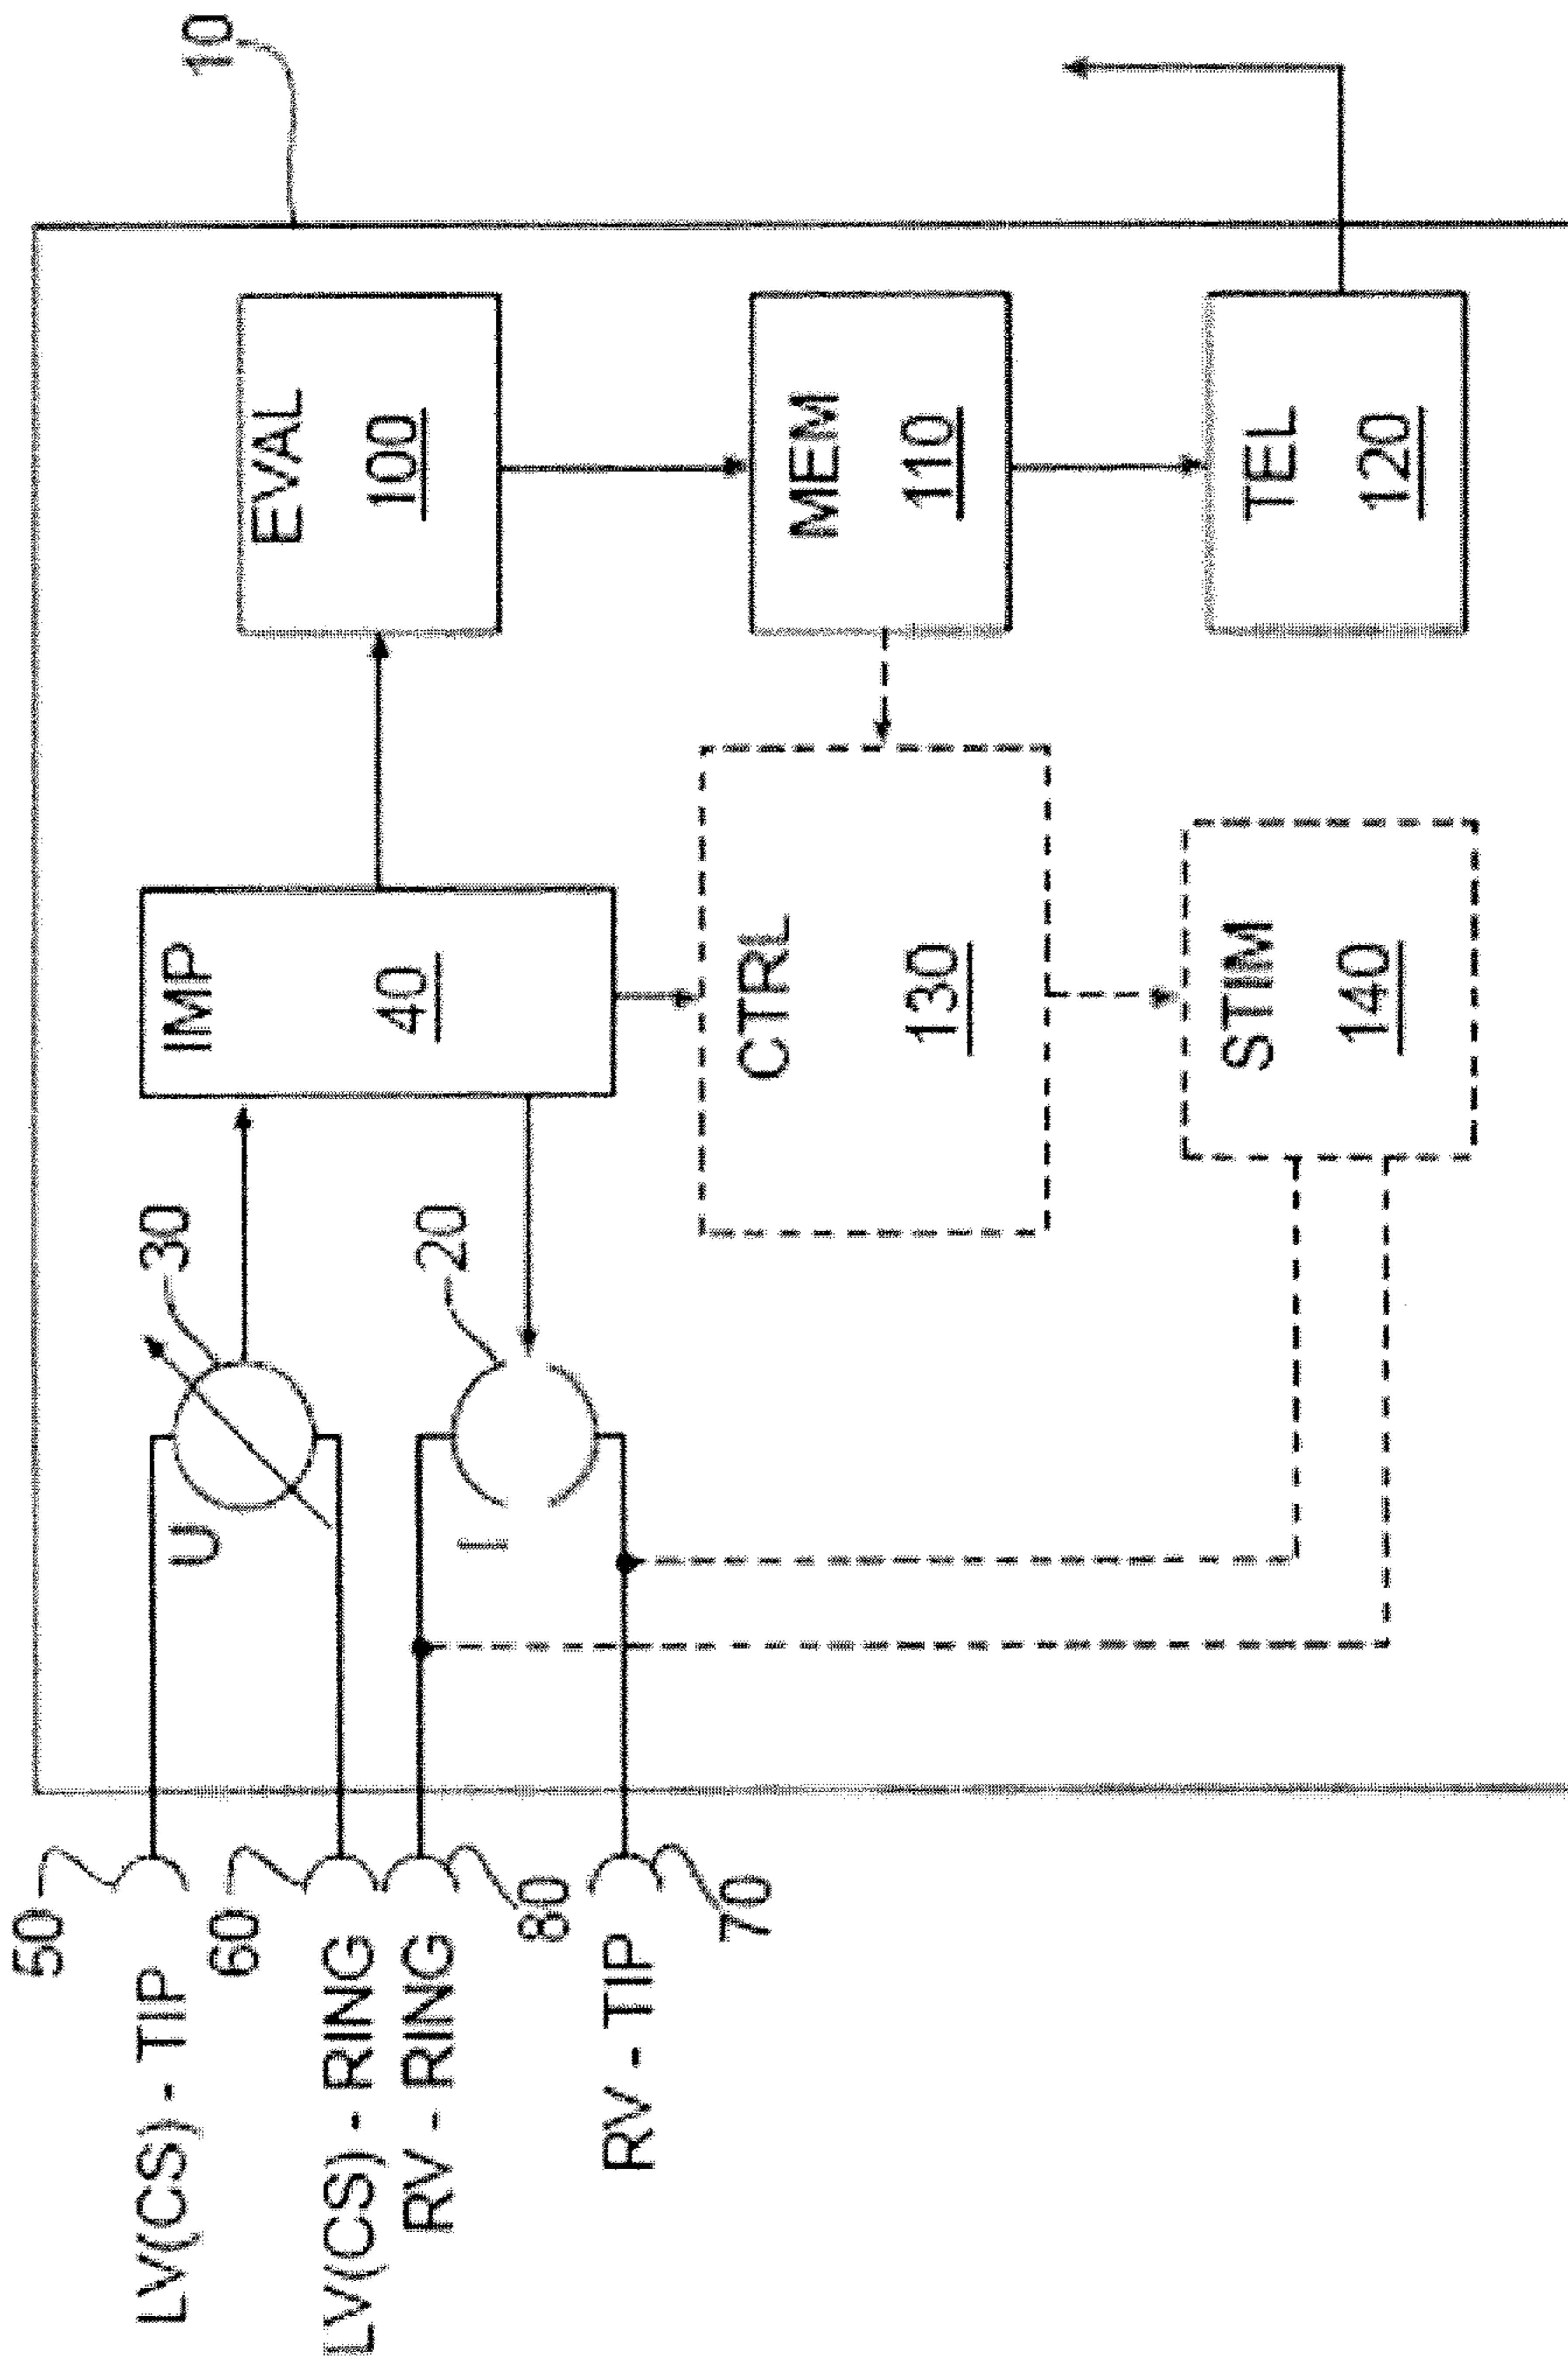 10
LV(CS) - TIP
50
U
30
IMP
40
EVAL
100
LV(CS) - RING
60
RV - RING
80
I
20
RV - TIP
70
CTRL
130
MEM
110
STIM
140
TEL
120